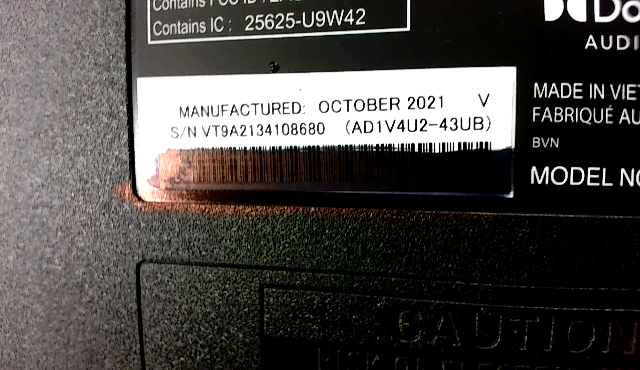 Contains IC : 25625-U9W42
AUDI
MANUFACTURED: OCTOBER 2021 V
S/N VT9A2134108680 (AD1V4U2-43UB)
MADE IN VIET
FABRIQUÉ AU
BVN
MODEL NO
CAUTION